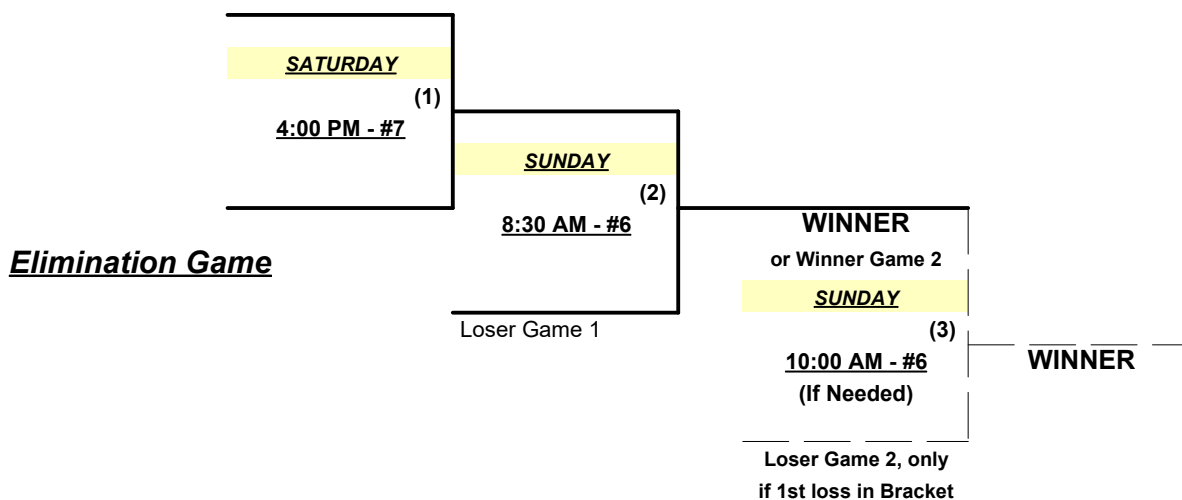 SATURDAY
(1)
4:00 PM - #7
SUNDAY
(2)
8:30 AM - #6
WINNER
or Winner Game 2
Elimination Game
SUNDAY
Loser Game 1
(3)
10:00 AM - #6
WINNER
(If Needed)
Loser Game 2, only
if 1st loss in Bracket